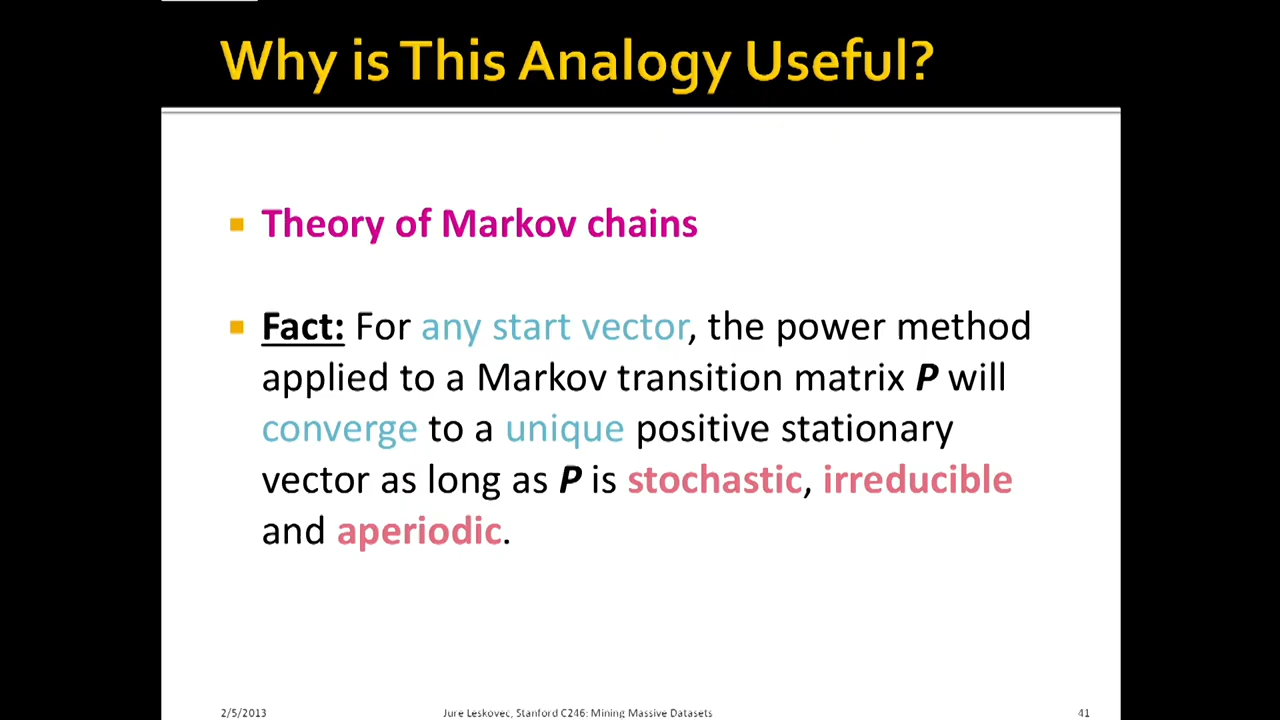 Why is This Analogy Useful?
Theory of Markov chains
Fact: For any start vector, the power method
applied to a Markov transition matrix P will
converge to a unique positive stationary
vector as long as P is stochastic, irreducible
and aperiodic.
2/5/2013
Jure Leskovec, Stanford C246: Mining Massive Datasets
41